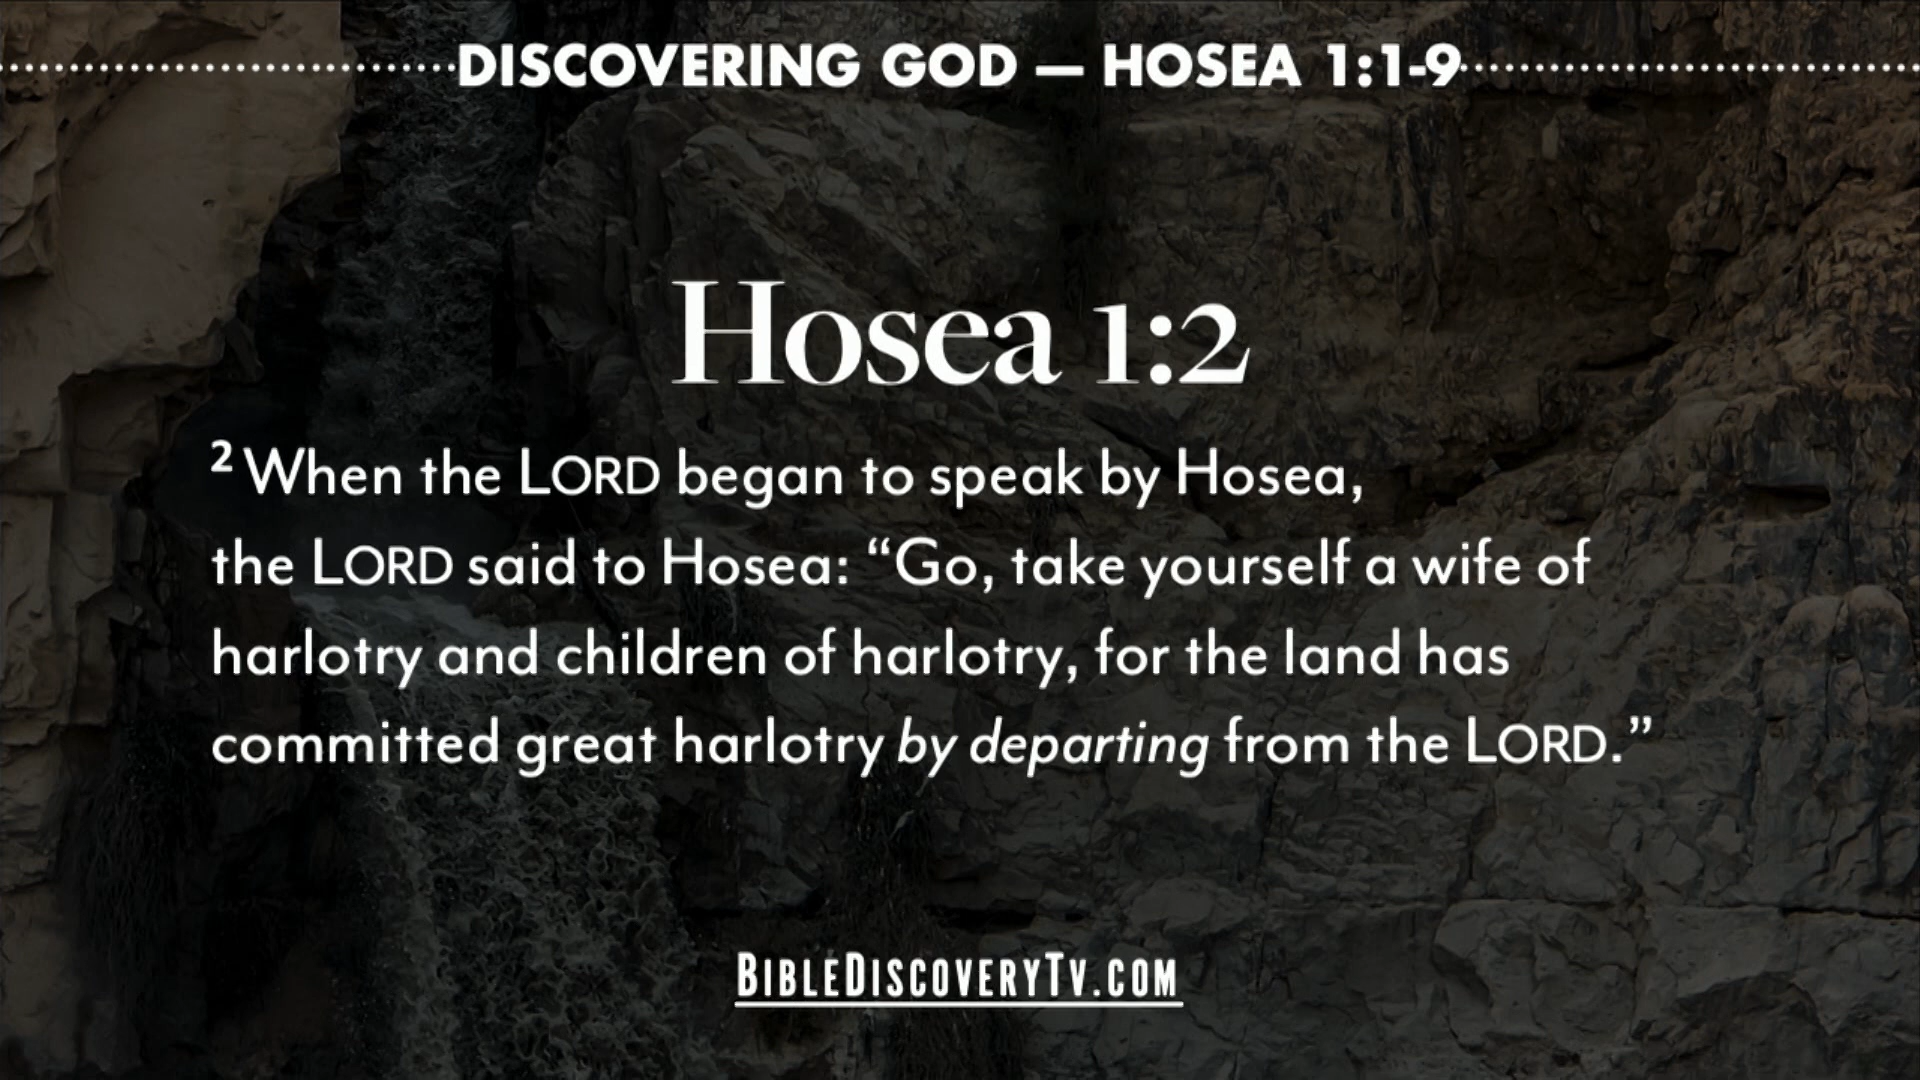 DISCOVERING GOD — HOSEA 1:1-9
Hosea 1:2
2 When the LORD began to speak by Hosea,
the LORD said to Hosea: “Go, take yourself a wife of
harlotry and children of harlotry, for the land has
committed great harlotry by departing from the LORD.”
BIBLEDISCOVERYTV.COM